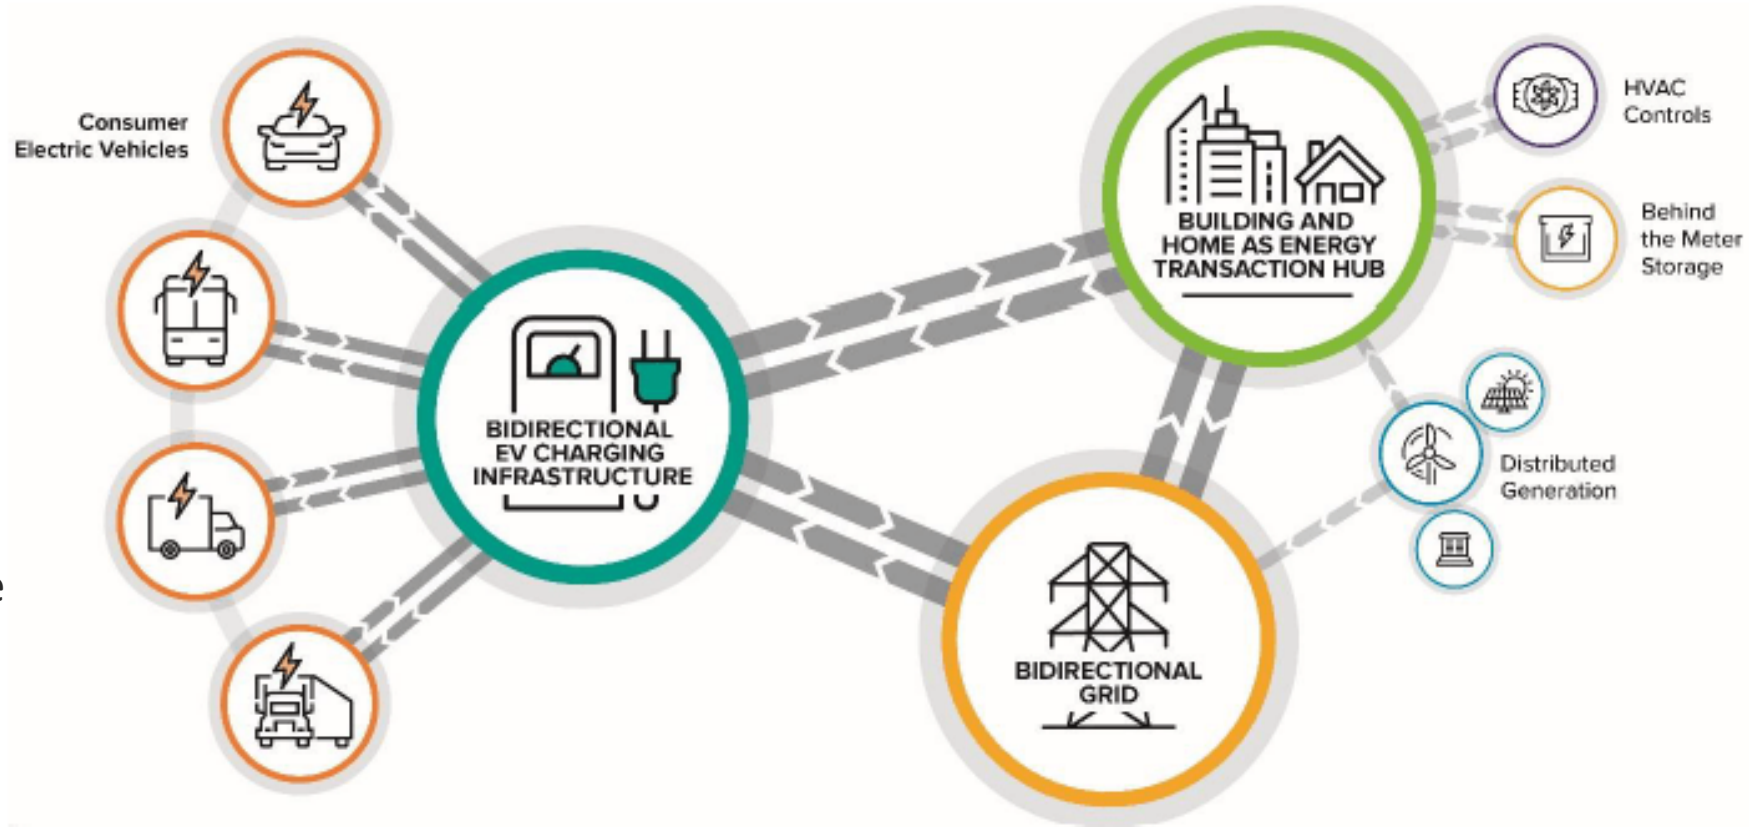 Consumer
Electric Vehicles
BIDIRECTIONAL
EV CHARGING
INFRASTRUCTURE
BUILDING AND
HOME AS ENERGY
TRANSACTION HUB
BIDIRECTIONAL
GRID
HVAC
Controls
Behind
the Meter
Storage
Distributed
Generation
e